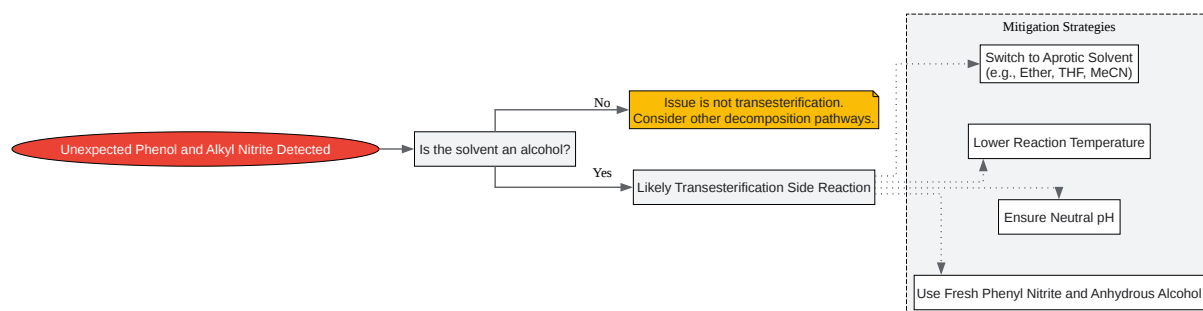 Mitigation Strategies
Switch to Aprotic Solvent
(e.g., Ether, THF, MeCN)
No
Issue is not transesterification.
Consider other decomposition pathways.
Unexpected Phenol and Alkyl Nitrite Detected
Is the solvent an alcohol?
Lower Reaction Temperature
Yes
Likely Transesterification Side Reaction
Ensure Neutral pH
Use Fresh Phenyl Nitrite and Anhydrous Alcohol